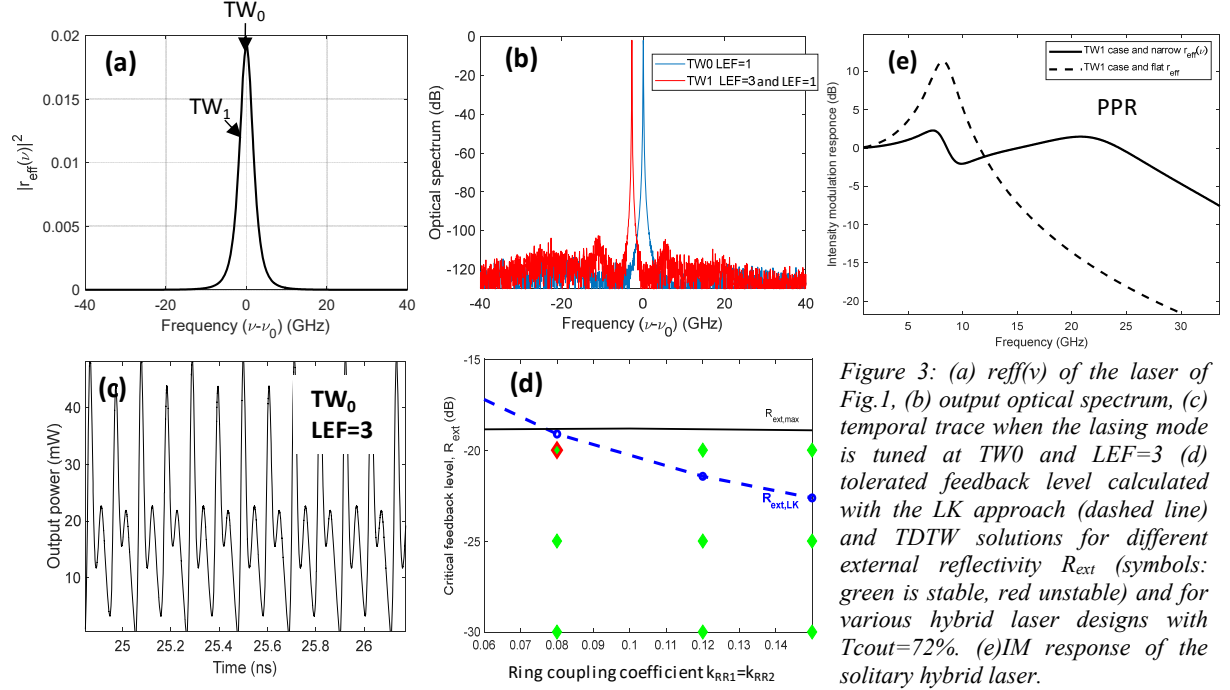 TW0
(a)
TW1
|reff(ν)|2
0.02
0.015
0.01
0.005
0
-40
-20
0
20
40
Frequency (ν-ν0) (GHz)
(b)
TW0 LEF=1
TW1 LEF=3 and LEF=1
Optical spectrum (dB)
0
-20
-40
-60
-80
-100
-120
-40
-20
0
20
40
Frequency (ν-ν0) (GHz)
(e)
TW1 case and narrow reff(ν)
TW1 case and flat reff
PPR
Intensity modulation responce (dB)
10
5
0
-5
-10
-15
-20
5
10
15
20
25
30
Frequency (GHz)
(c)
TW0
LEF=3
Output power (mW)
40
30
20
10
25
25.2
25.4
25.6
25.8
26
Time (ns)
(d)
Rext,max
Rext,LK
Critical feedback level, Rext (dB)
-15
-20
-25
-30
0.06
0.07
0.08
0.09
0.1
0.11
0.12
0.13
0.14
Ring coupling coefficient kRR1=kRR2
Figure 3: (a) reff(v) of the laser of
Fig.1, (b) output optical spectrum, (c)
temporal trace when the lasing mode
is tuned at TW0 and LEF=3 (d)
tolerated feedback level calculated
with the LK approach (dashed line)
and TDTW solutions for different
external reflectivity Rext (symbols:
green is stable, red unstable) and for
various hybrid laser designs with
Tcout=72%. (e)IM response of the
solitary hybrid laser.